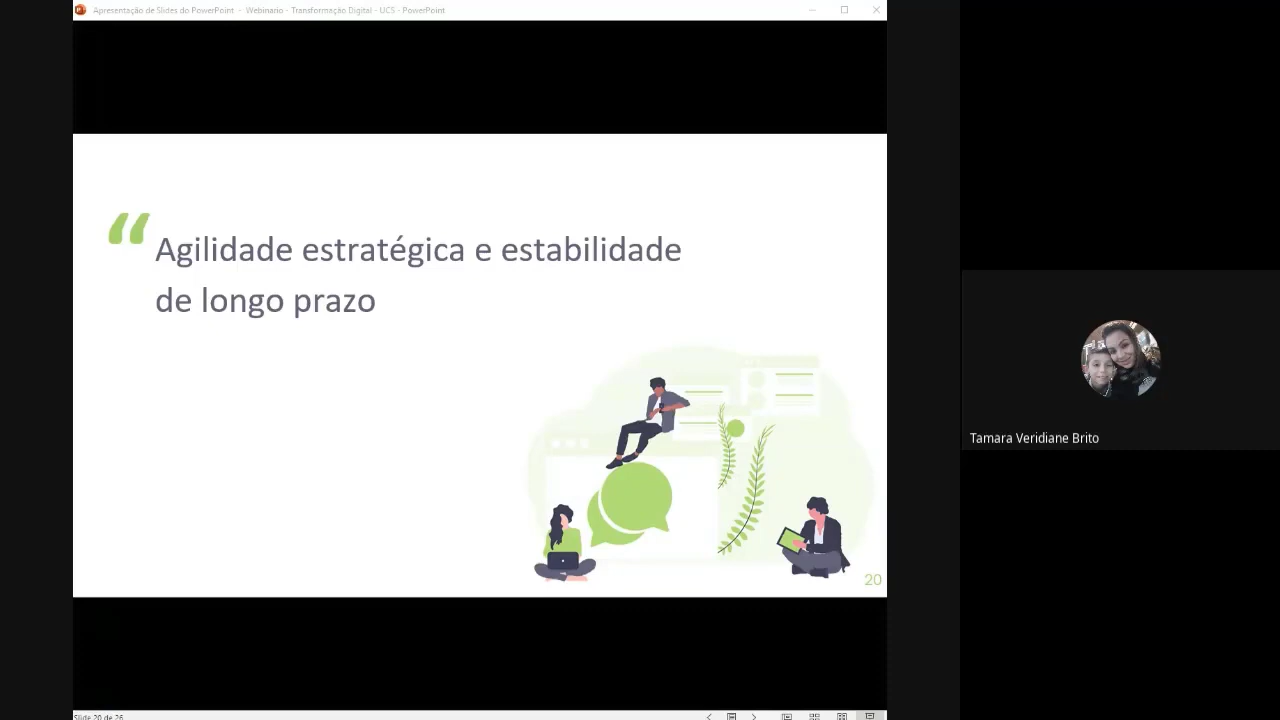 Apresentação de Slides do PowerPoint - Webinario - Transformação Digital - UCS - PowerPoint
“ Agilidade estratégica e estabilidade
de longo prazo
Tamara Veridiane Brito
20
Slide 20 de 26